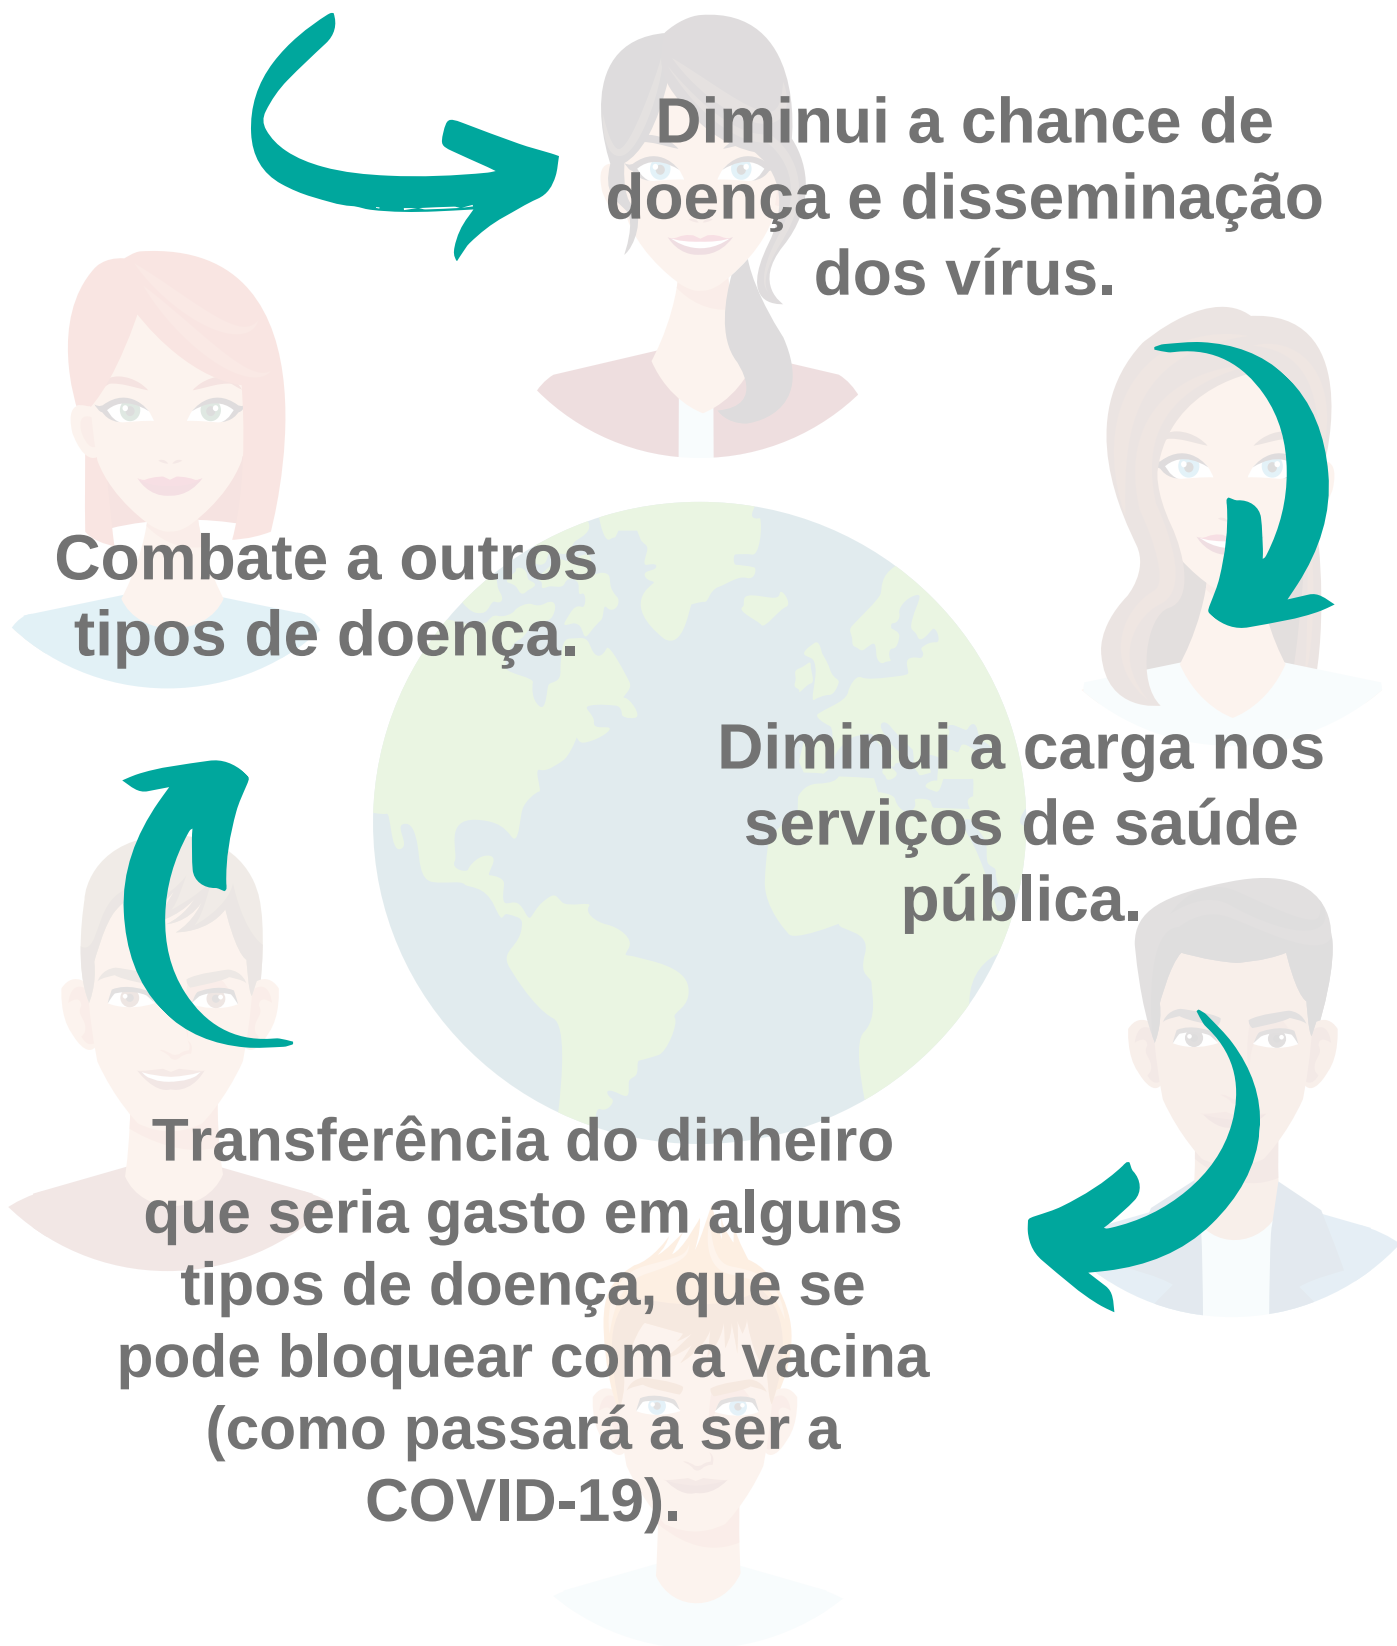 Diminui a chance de
doença e disseminação
dos vírus.
Combate a outros
tipos de doença.
Diminui a carga nos
serviços de saúde
pública.
Transferência do dinheiro
que seria gasto em alguns
tipos de doença, que se
pode bloquear com a vacina
(como passará a ser a
COVID-19).